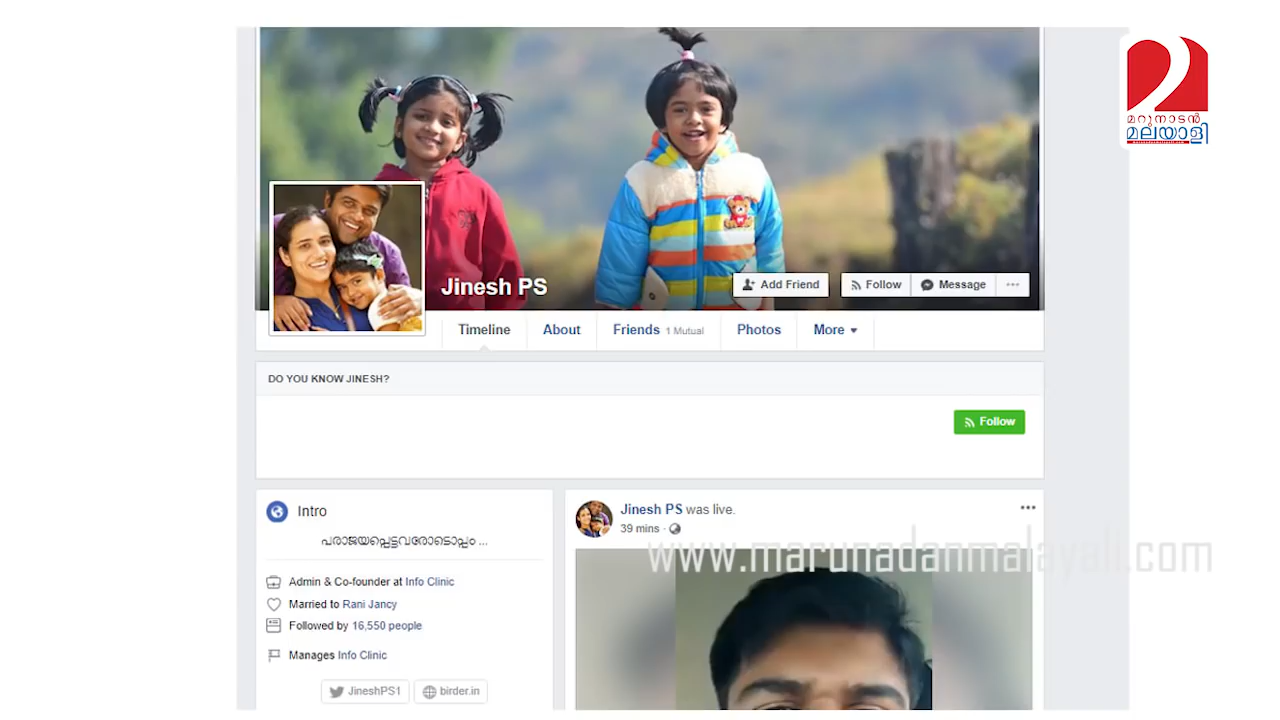 മറുനാടൻ
മലയാളി
Jinesh PS
Add Friend
Follow
Message
Timeline
About
Friends 1 Mutual
Photos
More
DO YOU KNOW JINESH?
Follow
Intro
പരാജയപ്പെട്ടവരോടൊപ്പം ...
Admin & Co-founder at Info Clinic
Married to Rani Jancy
Followed by 16,550 people
Manages Info Clinic
JineshPS1
birder.in
Jinesh PS was live.
39 mins ·
www.marunadanmalayali.com